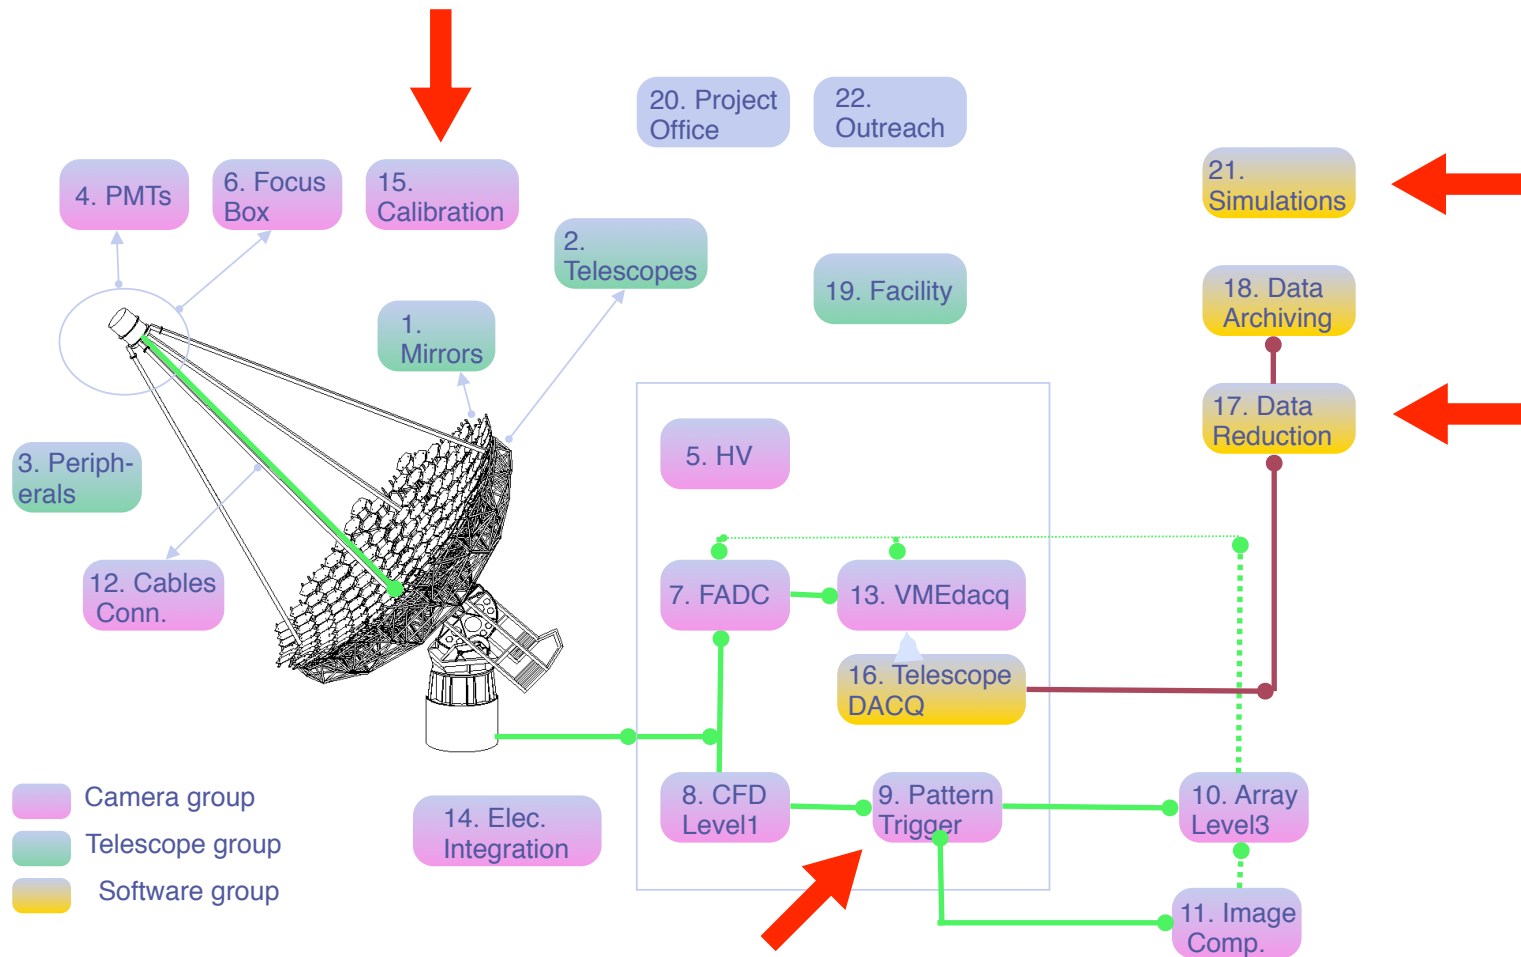 20. Project
Office
22.
Outreach
4. PMTs
6. Focus
Box
15.
Calibration
21.
Simulations
2.
Telescopes
19. Facility
18. Data
Archiving
1.
Mirrors
17. Data
Reduction
3. Periph-
erals
5. HV
12. Cables
Conn.
7. FADC
13. VMEdacq
16. Telescope
DACQ
8. CFD
Level1
9. Pattern
Trigger
10. Array
Level3
14. Elec.
Integration
11. Image
Comp.
Camera group
Telescope group
Software group